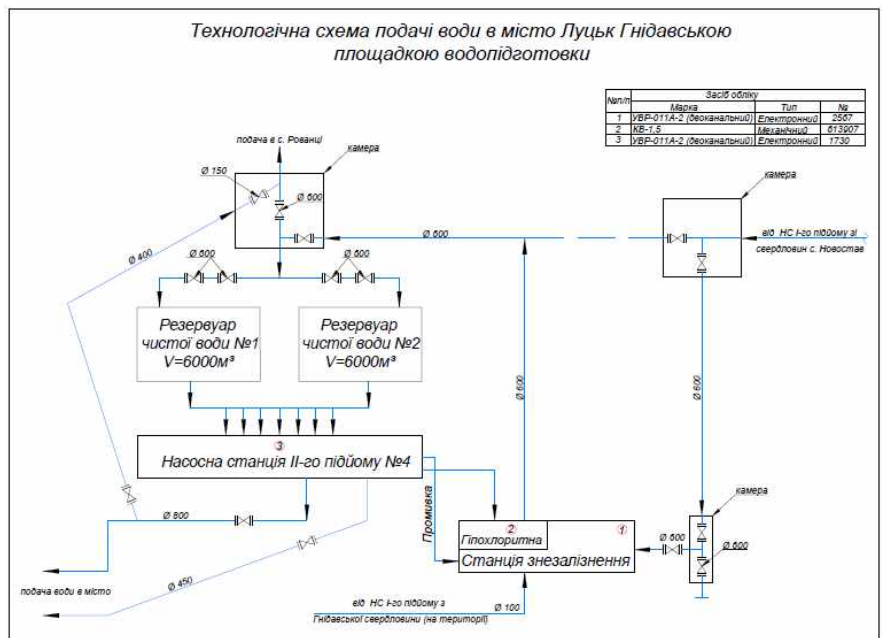 Технологічна схема подачі води в місто Луцьк Гнідавською
площадкою водопідготовки
№п/п Засіб обліку
Марка Тип №
1 УВР-011А-2 (двоканальний) Електронний 2567
2 КВ-1,5 Механічний 613907
3 УВР-011А-2 (двоканальний) Електронний 1730
подача в с. Рованці
камера
камера
Ø 150
Ø 600
Ø 600
від НС І-го підйому зі
свердловин с. Новостав
Ø 400
Ø 600
Ø 600
Резервуар
чистої води №1
V=6000м³
Резервуар
чистої води №2
V=6000м³
Ø 600
Ø 600
3
Насосна станція ІІ-го підйому №4
Промивка
камера
Ø 800
2
Гіпохлоритна
1
Станція знезалізнення
Ø 600
Ø 600
подача води в місто
Ø 450
від НС І-го підйому з
Гнідавської свердловини (на території)
Ø 100